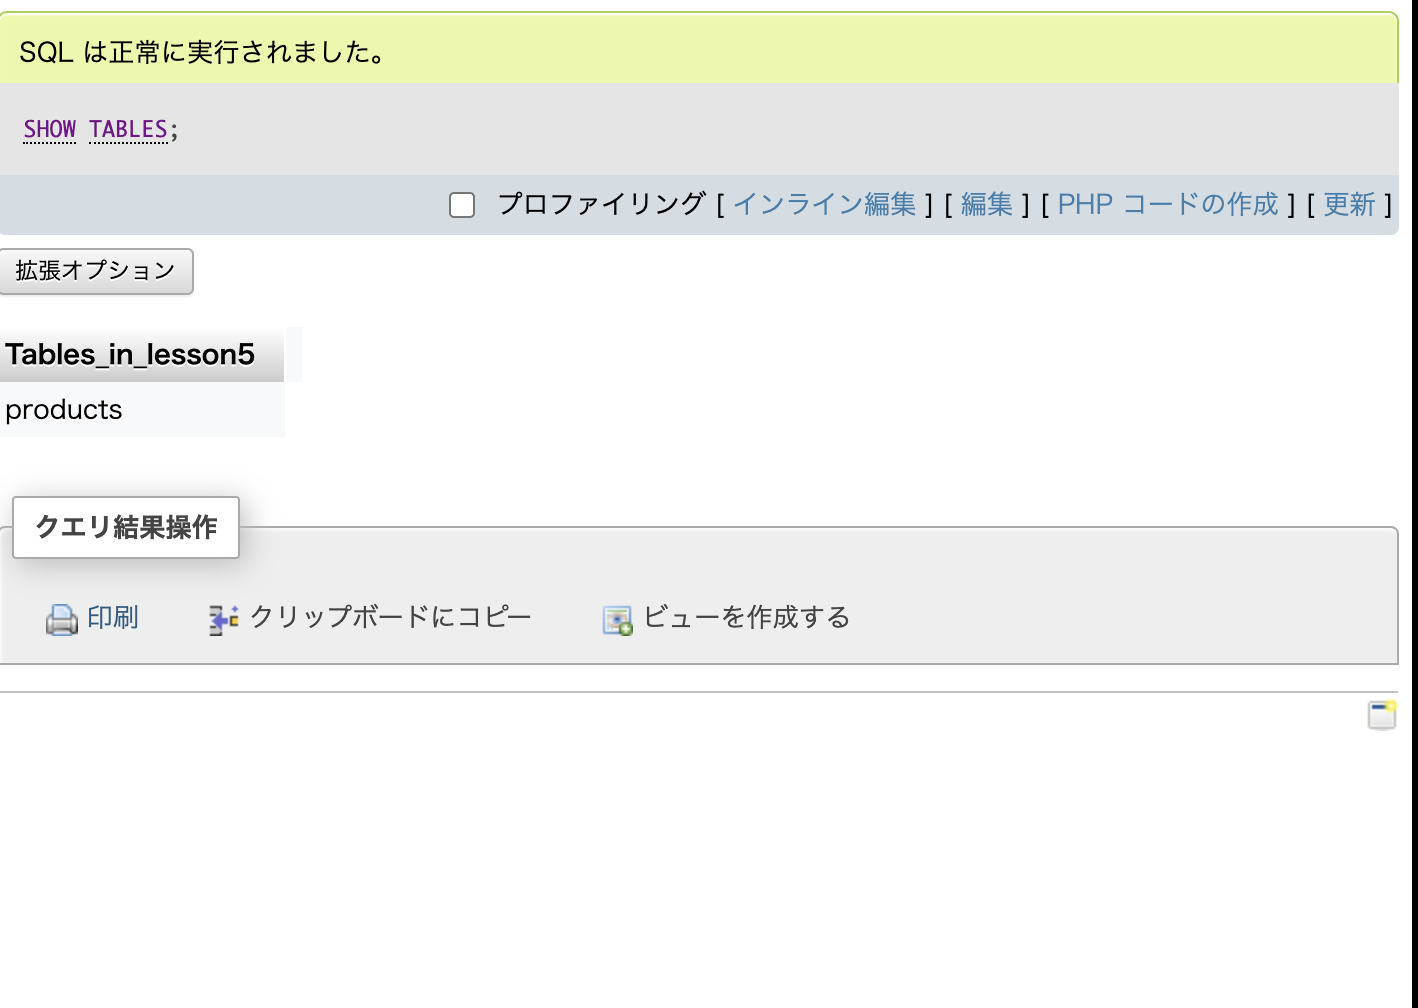 SQL は正常に実行されました。
SHOW TABLES;
プロファイリング [ インライン編集 ] [ 編集 ] [ PHP コードの作成 ] [ 更新 ]
拡張オプション
Tables_in_lesson5
products
クエリ結果操作
印刷 クリップボードにコピー ビューを作成する